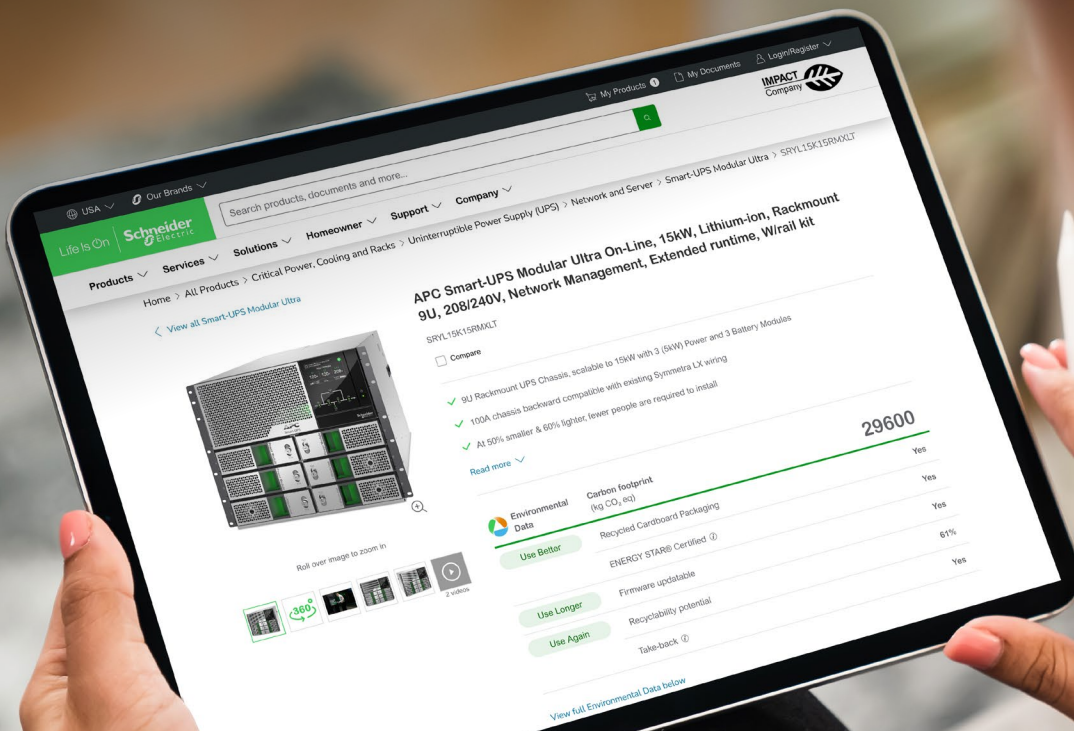 USA
Our Brands
My Products 1
My Documents
Login/Register
Life Is On
Schneider
Electric
Search products, documents and more...
IMPACT
Company
Products
Services
Solutions
Homeowner
Support
Company
Home > All Products > Critical Power, Cooling and Racks > Uninterruptible Power Supply (UPS) > Network and Server > Smart-UPS Modular Ultra > SRYL15K15RMXLT
View all Smart-UPS Modular Ultra
APC Smart-UPS Modular Ultra On-Line, 15kW, Lithium-ion, Rackmount
9U, 208/240V, Network Management, Extended runtime, W/rail kit
SRYL15K15RMXLT
Compare
9U Rackmount UPS Chassis, scalable to 15kW with 3 (5kW) Power and 3 Battery Modules
100A chassis backward compatible with existing Symmetra LX wiring
At 50% smaller & 60% lighter, fewer people are required to install
Read more
APC
Roll over image to zoom in
360°
2 videos
Environmental
Data
Carbon footprint
(kg CO₂ eq)
29600
Use Better
Recycled Cardboard Packaging
Yes
ENERGY STAR® Certified
Yes
Use Longer
Firmware updatable
Yes
Use Again
Recyclability potential
61%
Take-back
Yes
View full Environmental Data below